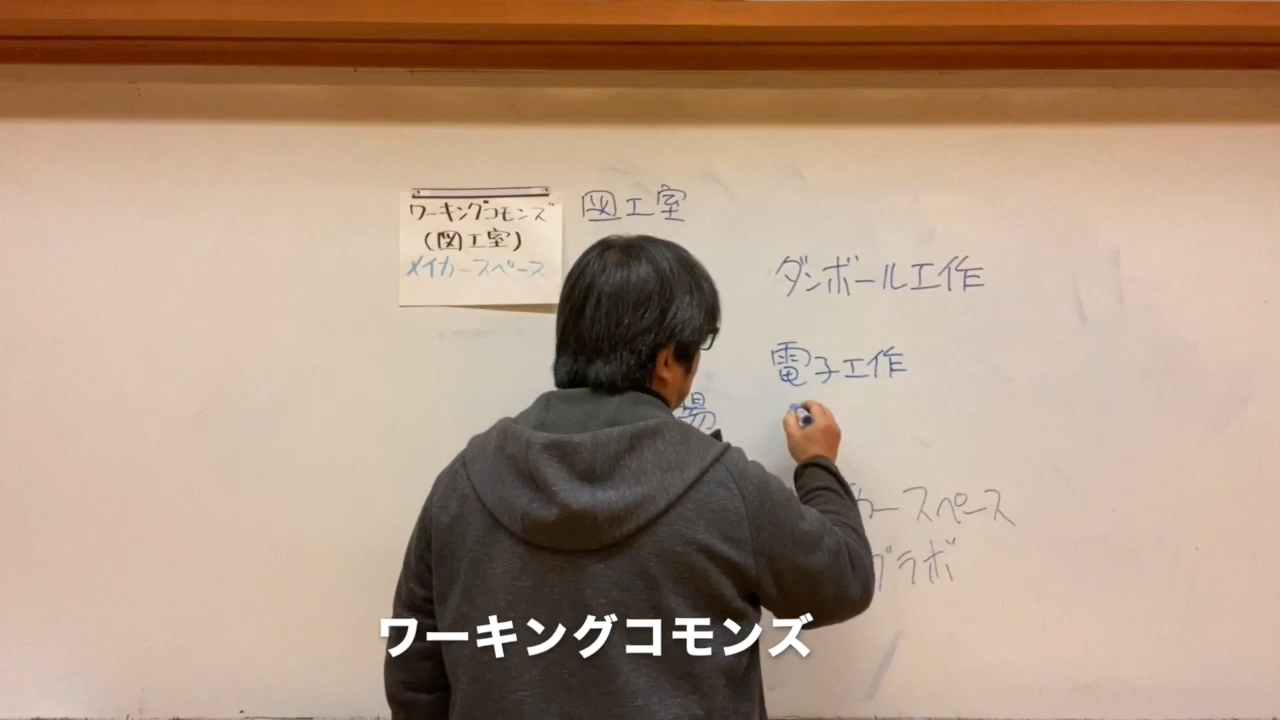 ワーキングコモンズ
(図工室)
メイカースペース
図工室
ダンボール工作
電子工作
場
カースペース
ブラボ
ワーキングコモンズ